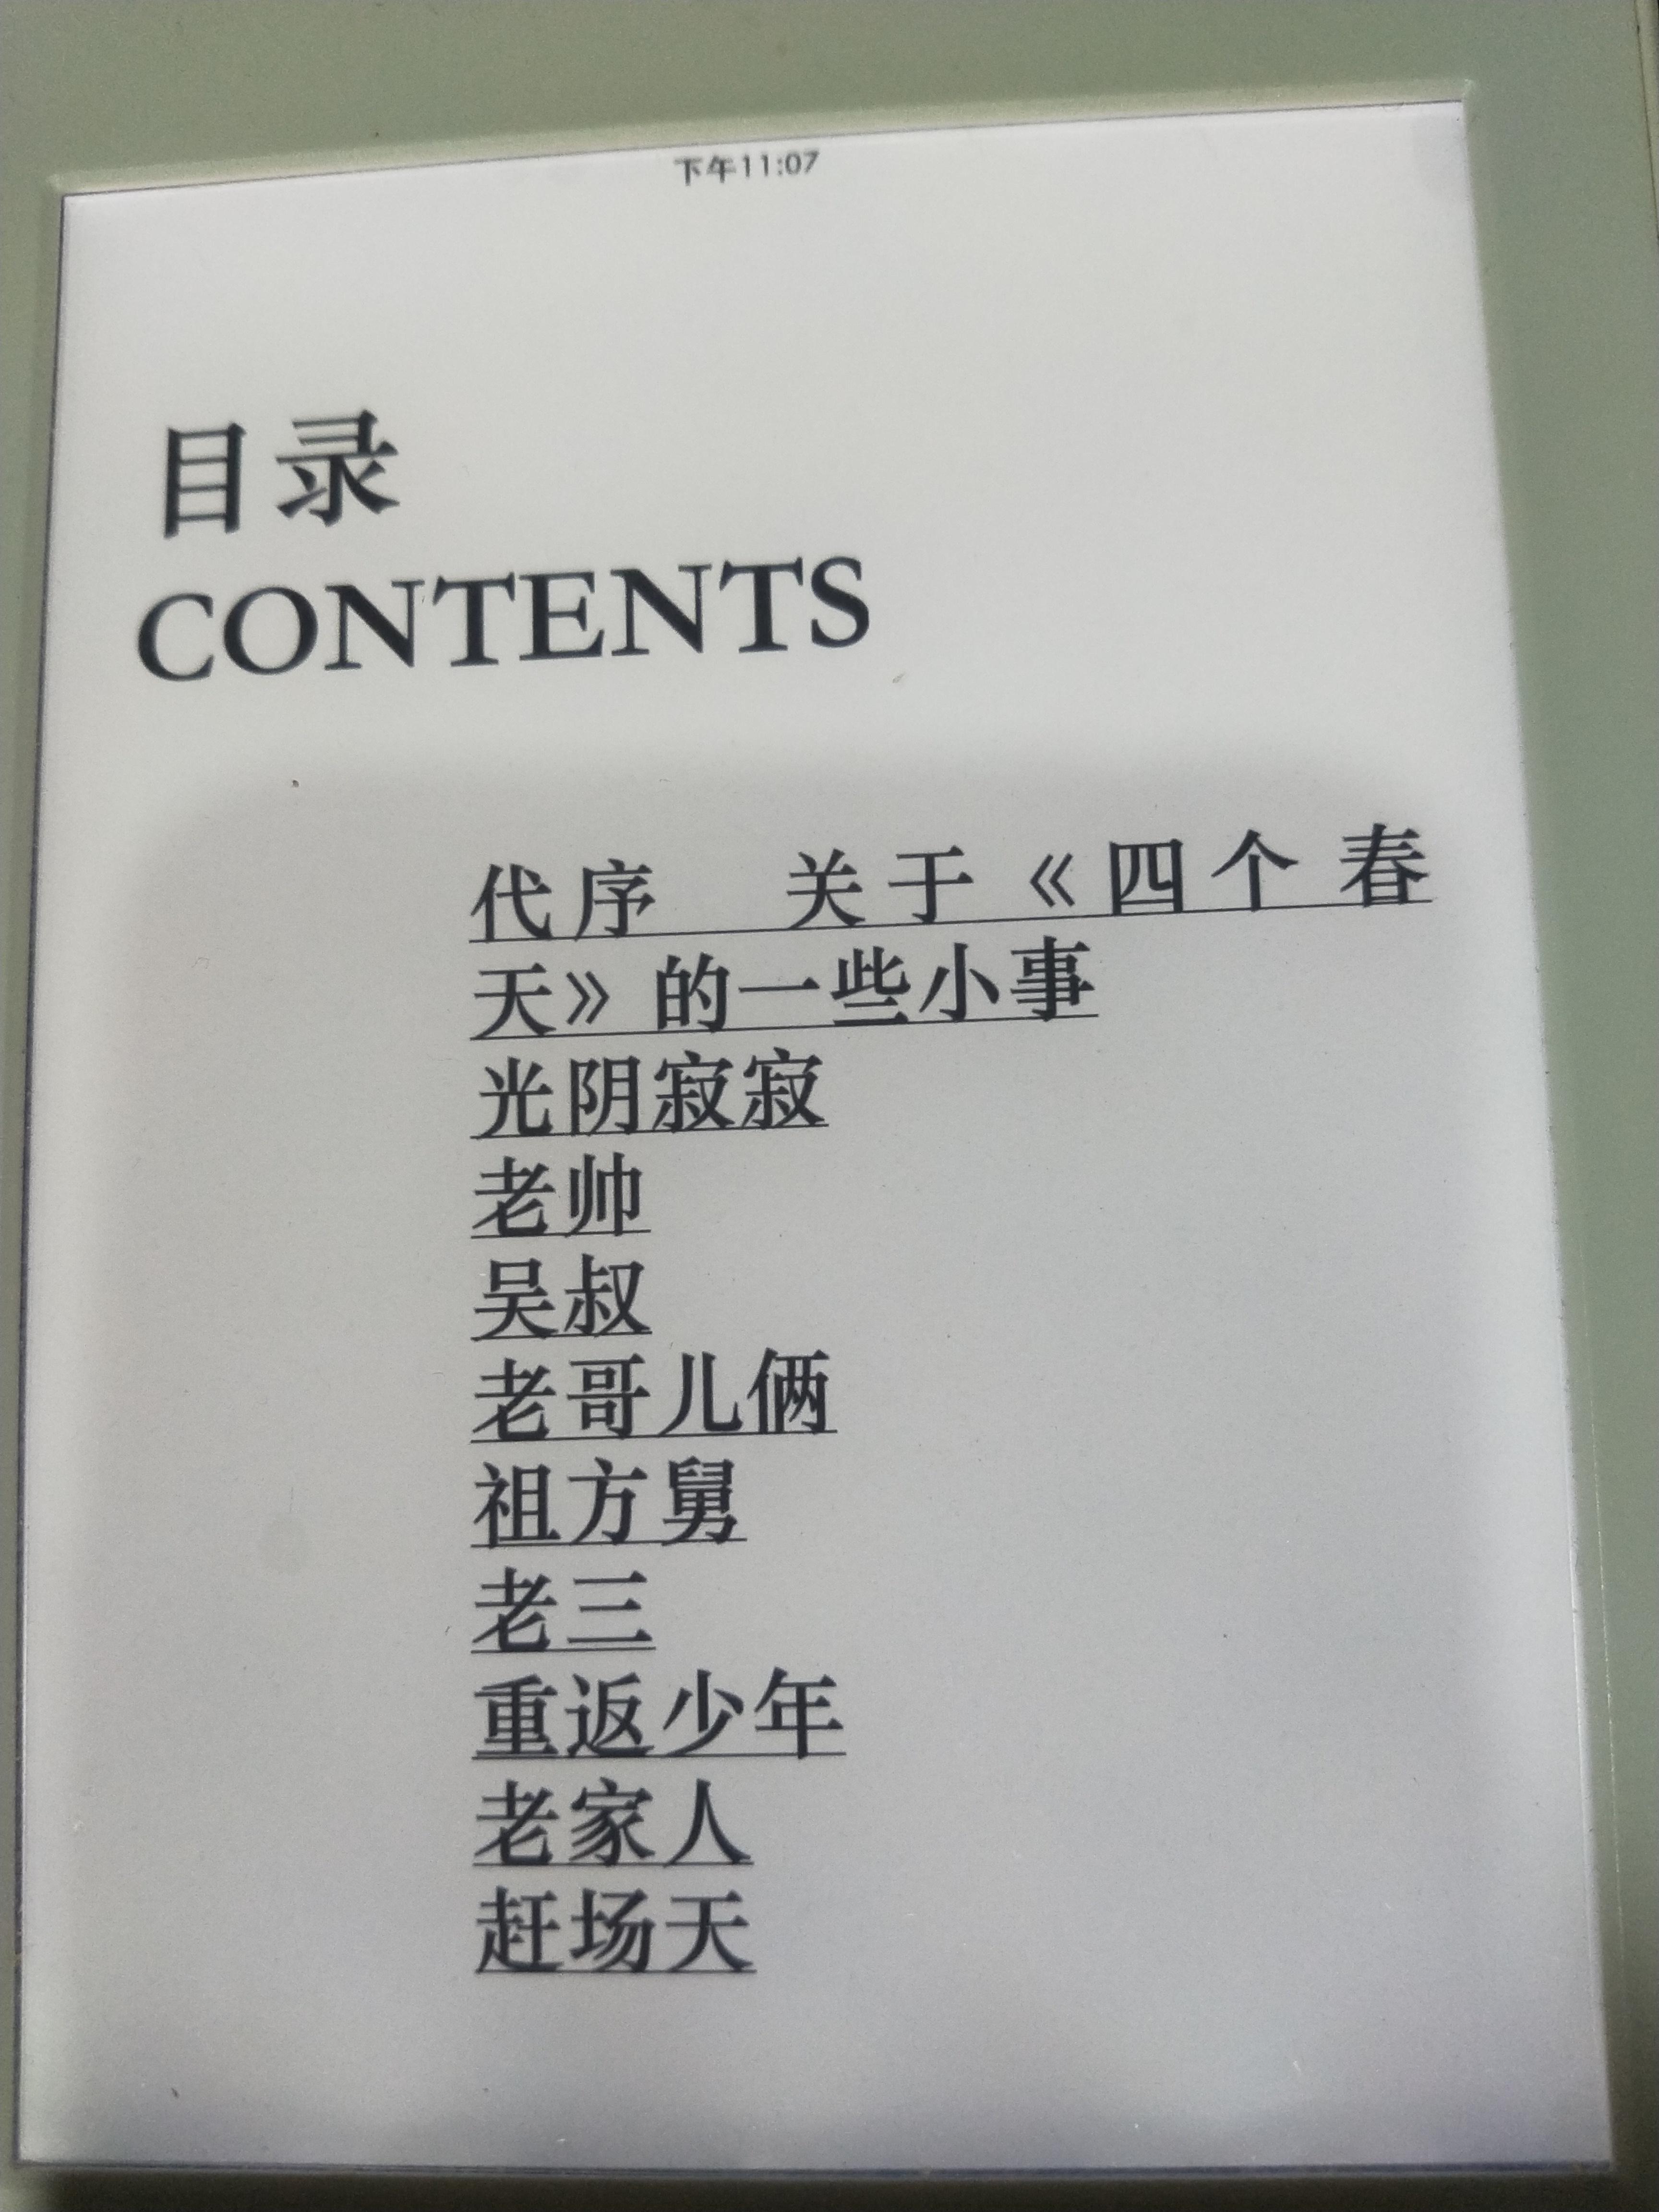 下午11:07
目录
CONTENTS
代序 关于《四个春
天》的一些小事
光阴寂寂
老帅
吴叔
老哥儿俩
祖方舅
老三
重返少年
老家人
赶场天